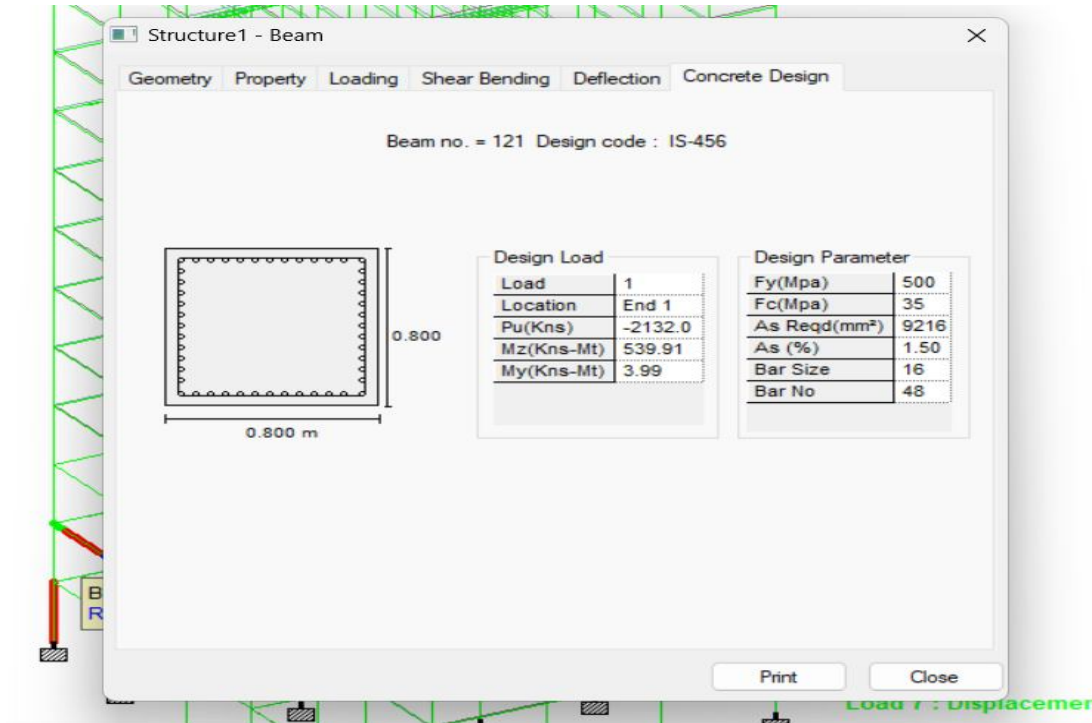 Structure1 - Beam
Geometry Property Loading Shear Bending Deflection Concrete Design
Beam no. = 121 Design code : IS-456
0.800
0.800 m
Design Load
Load 1
Location End 1
Pu(Kns) -2132.0
Mz(Kns-Mt) 539.91
My(Kns-Mt) 3.99
Design Parameter
Fy(Mpa) 500
Fc(Mpa) 35
As Reqd(mm²) 9216
As (%) 1.50
Bar Size 16
Bar No 48
B
R
Print Close
Load 7 : Displacemen